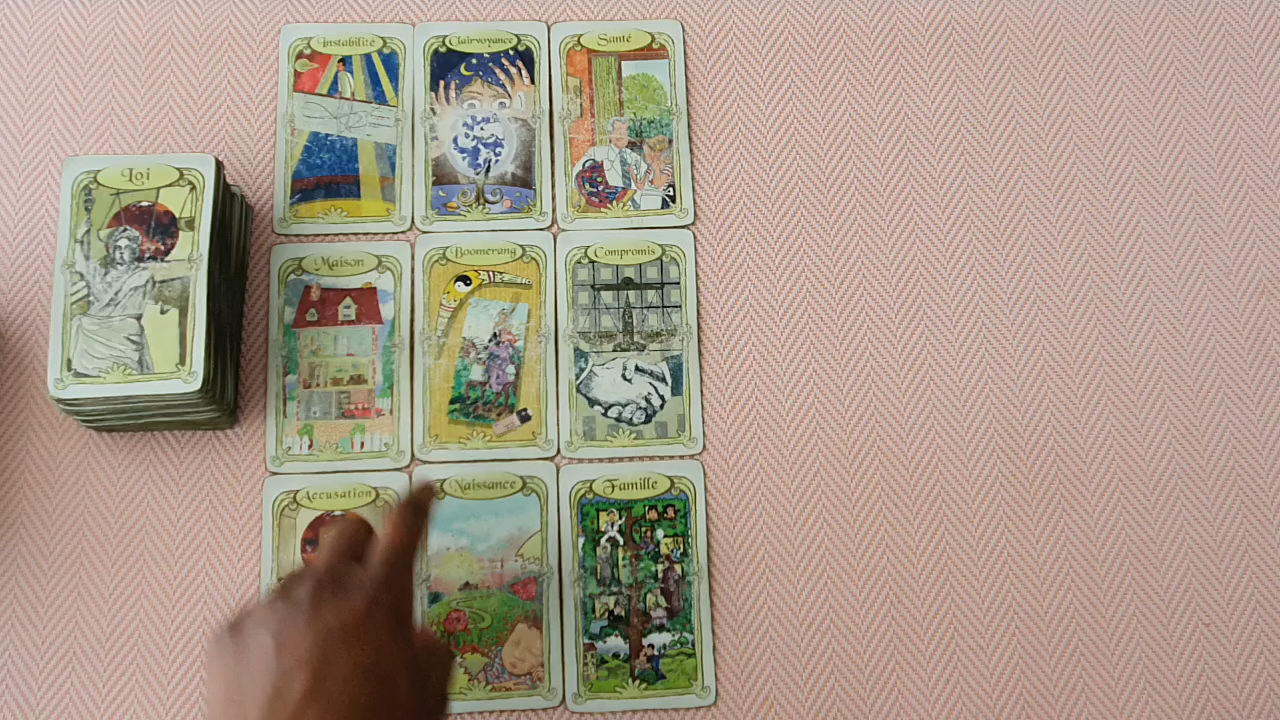 Instabilité
Clairvoyance
Santé
Loi
Maison
Boomerang
Compromis
Accusation
Naissance
Famille